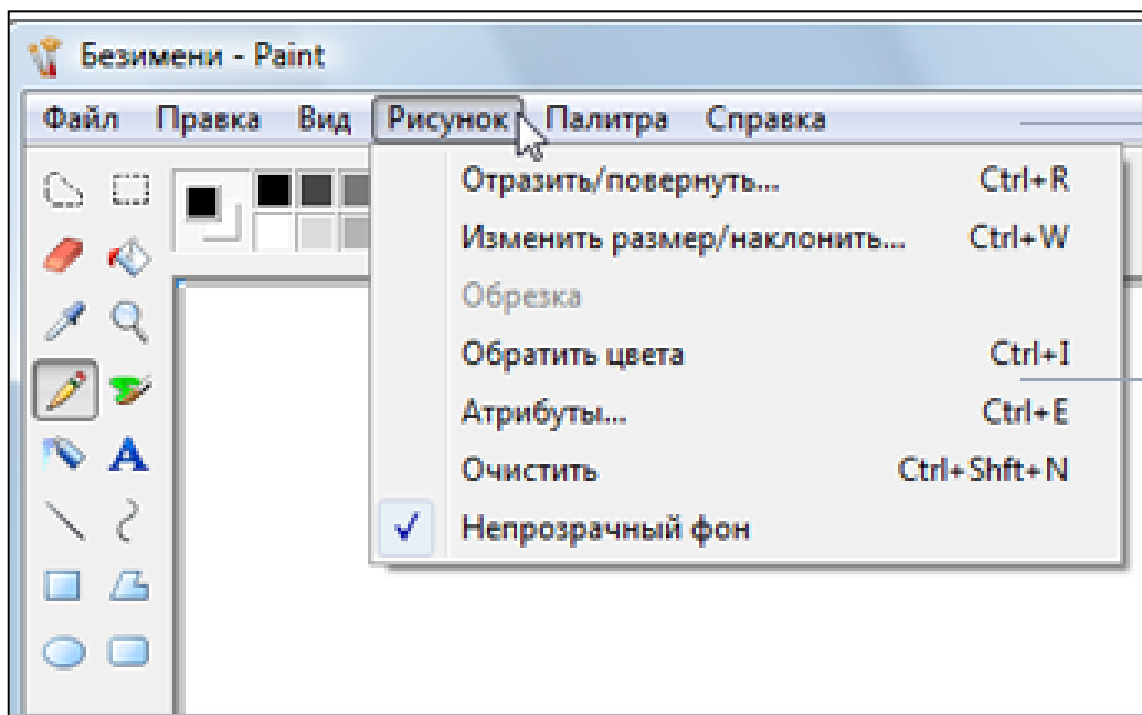 Безимени - Paint
Файл Правка Вид Рисунок Палитра Справка
Отразить/повернуть... Ctrl+R
Изменить размер/наклонить... Ctrl+W
Обрезка
Обратить цвета Ctrl+I
Атрибуты... Ctrl+E
Очистить Ctrl+Shft+N
Непрозрачный фон
A